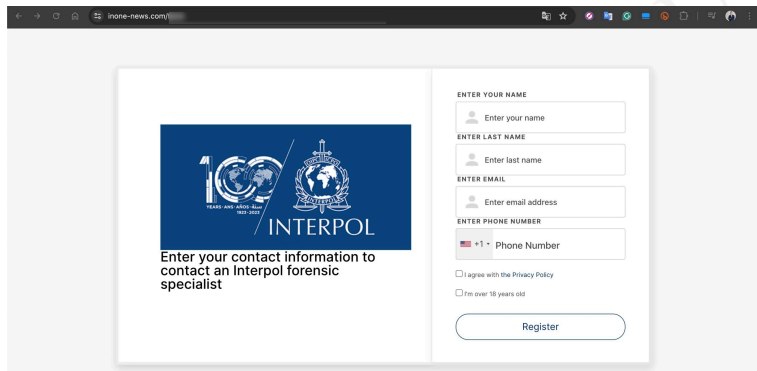 inone-news.com/
ENTER YOUR NAME
Enter your name
ENTER LAST NAME
Enter last name
ENTER EMAIL
Enter email address
ENTER PHONE NUMBER
+1
Phone Number
I agree with the Privacy Policy
I'm over 18 years old
Register
100
YEARS-ANS-AÑOS-أعوام
1923-2023
INTERPOL
INTERPOL
Enter your contact information to
contact an Interpol forensic
specialist